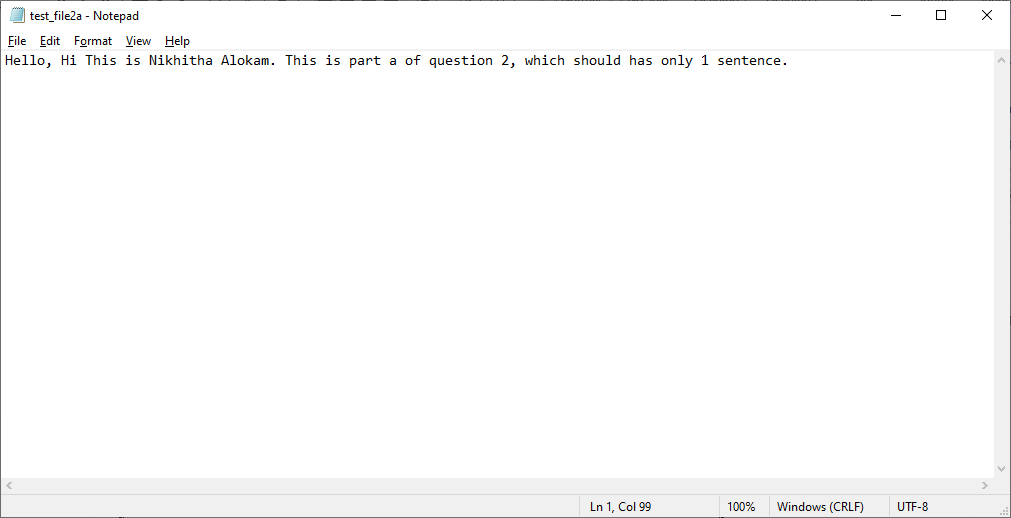 test_file2a - Notepad
File Edit Format View Help
Hello, Hi This is Nikhitha Alokam. This is part a of question 2, which should has only 1 sentence.
Ln 1, Col 99 100% Windows (CRLF) UTF-8